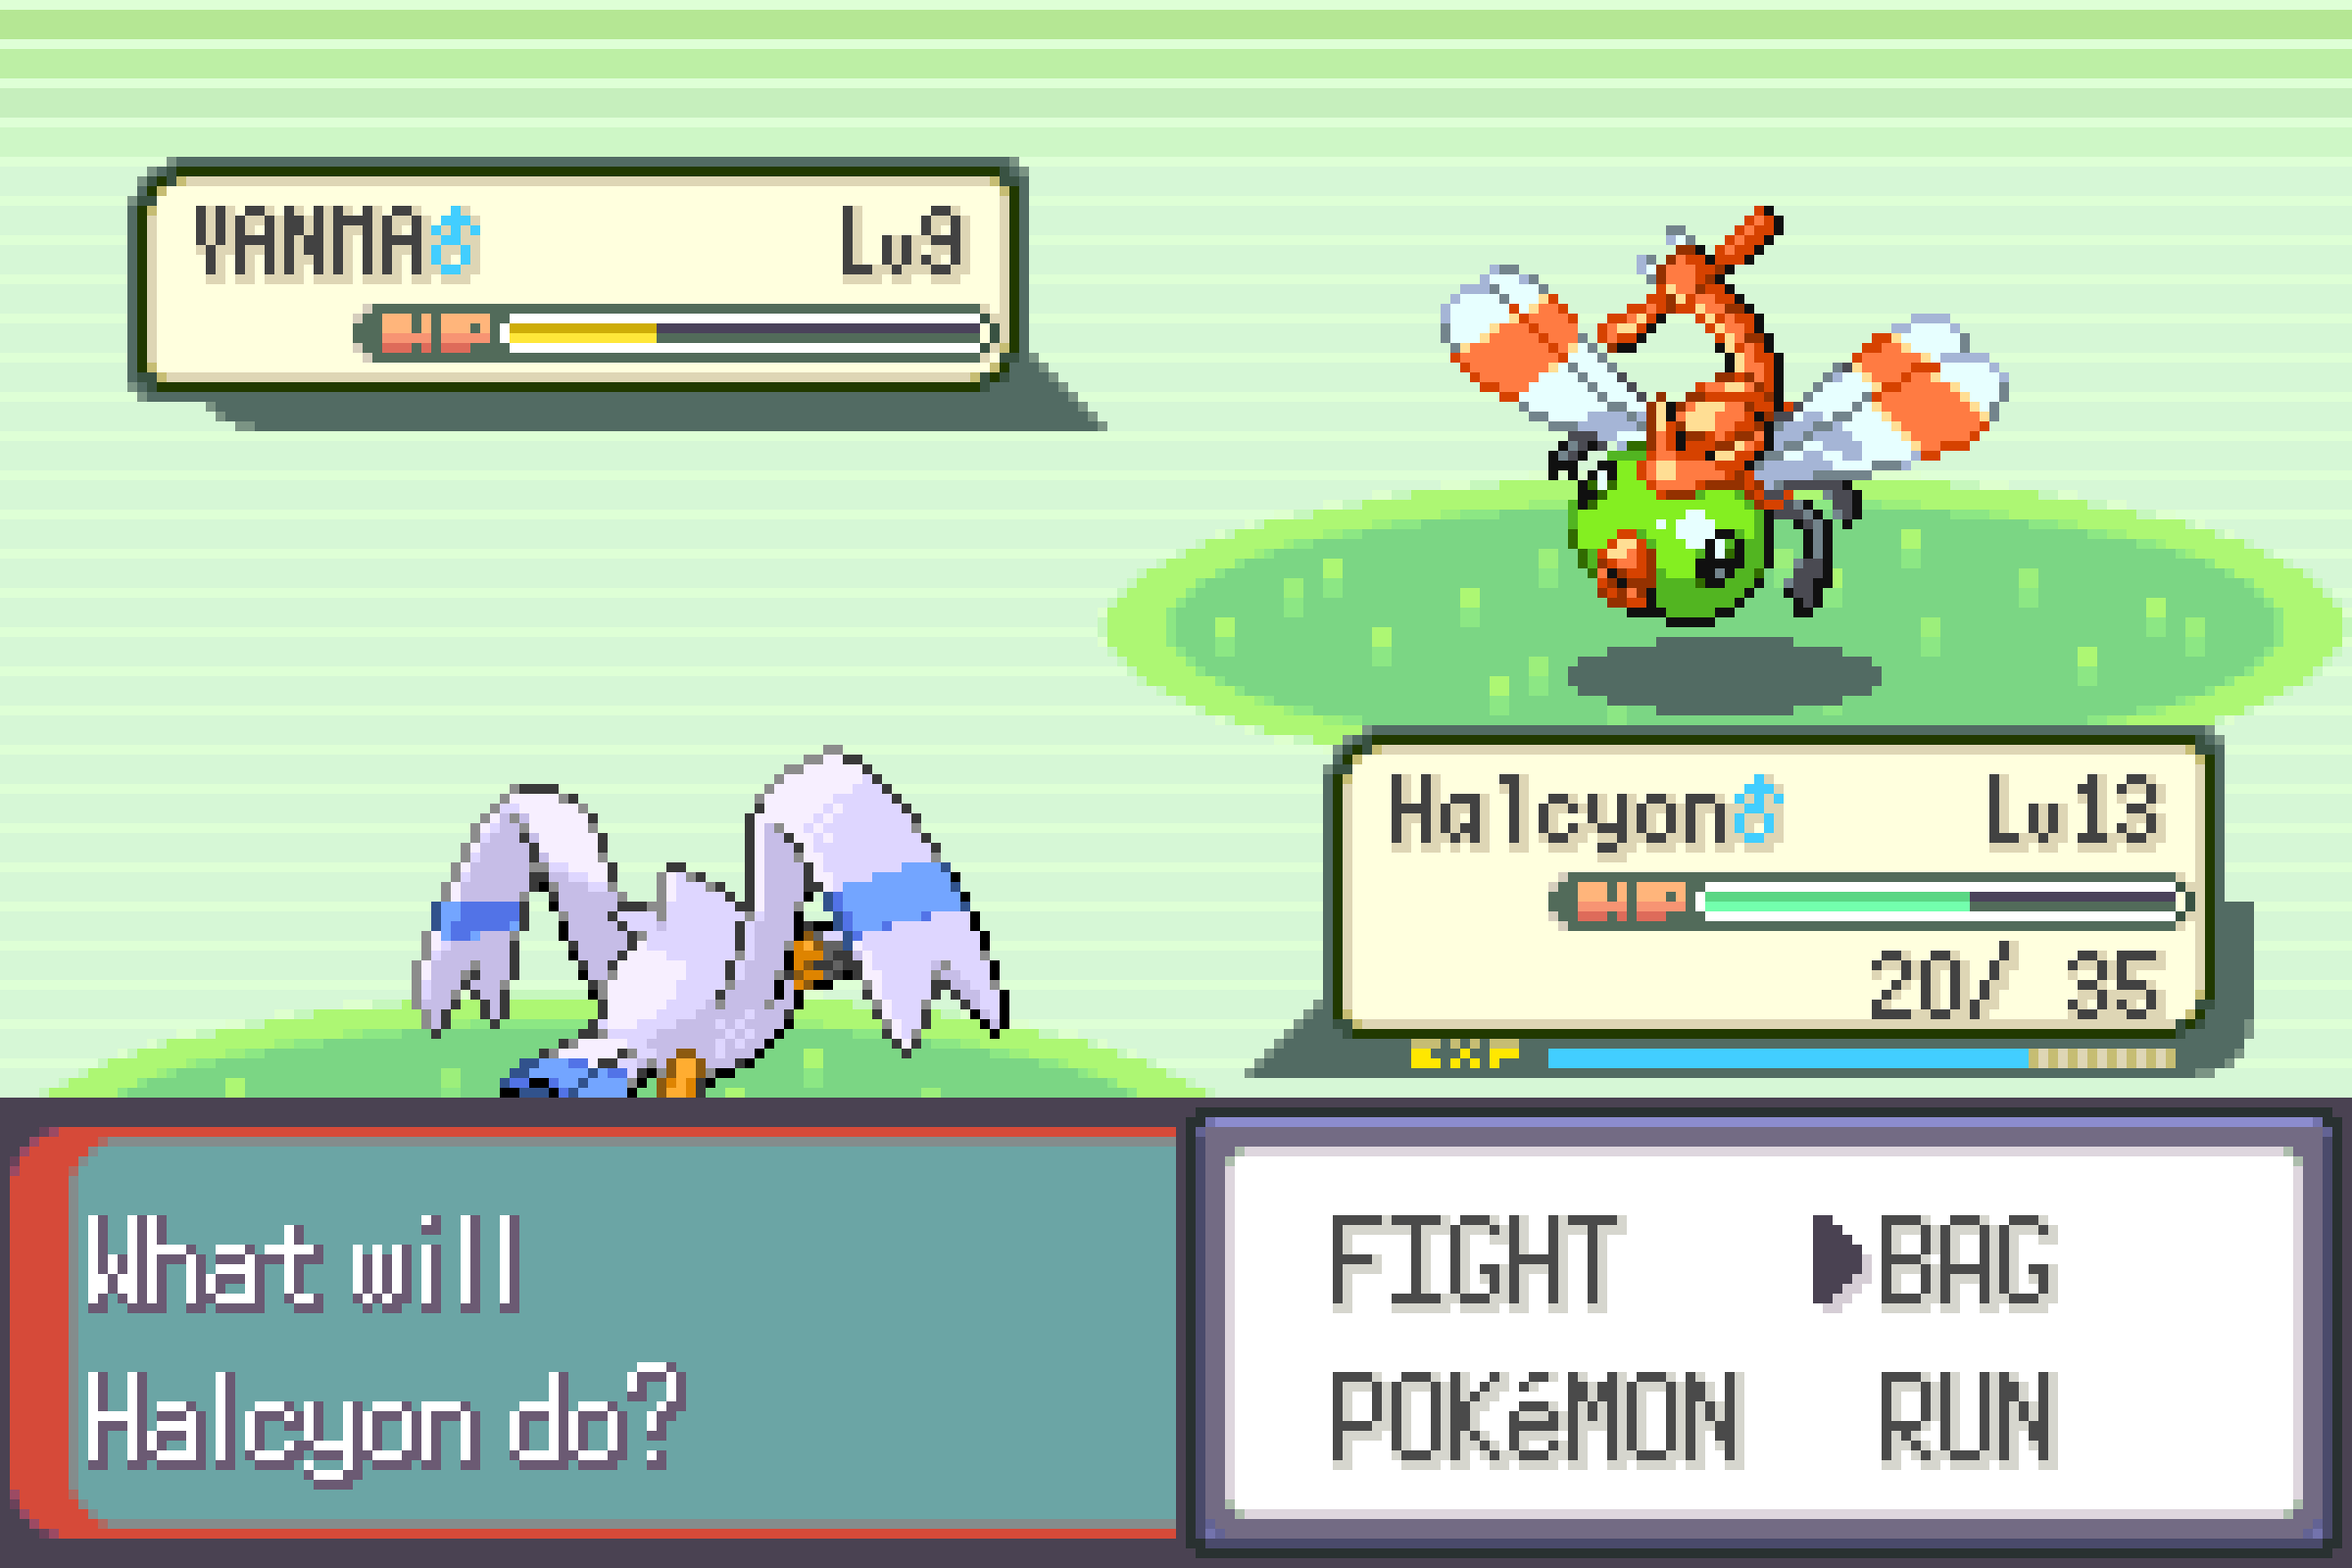 YANMA♂ Lv9
HP
Halcyon♂ Lv13
HP
20/ 35
EXP
What will
Halcyon do?
FIGHT BAG
POKéMON RUN